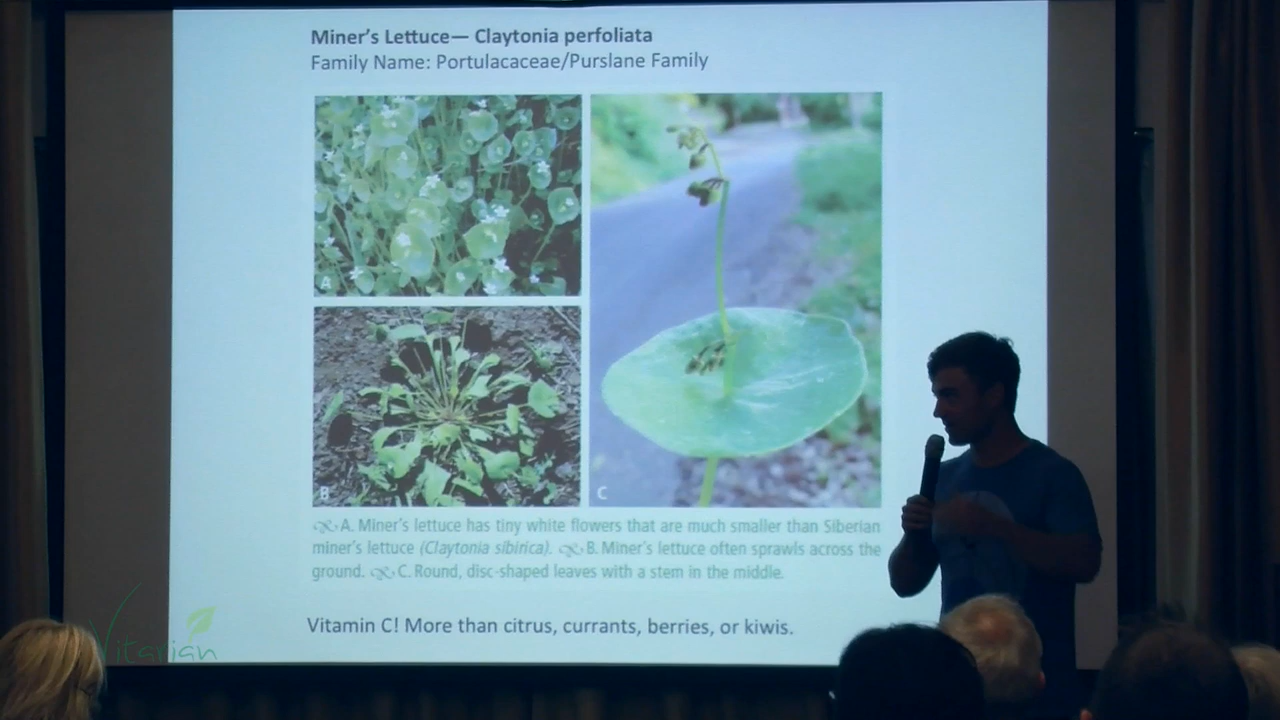 Miner's Lettuce— Claytonia perfoliata
Family Name: Portulacaceae/Purslane Family
A
B
C
A. Miner's lettuce has tiny white flowers that are much smaller than Siberian
miner's lettuce (Claytonia sibirica). B. Miner's lettuce often sprawls across the
ground. C. Round, disc-shaped leaves with a stem in the middle.
Vitamin C! More than citrus, currants, berries, or kiwis.
Vitarian